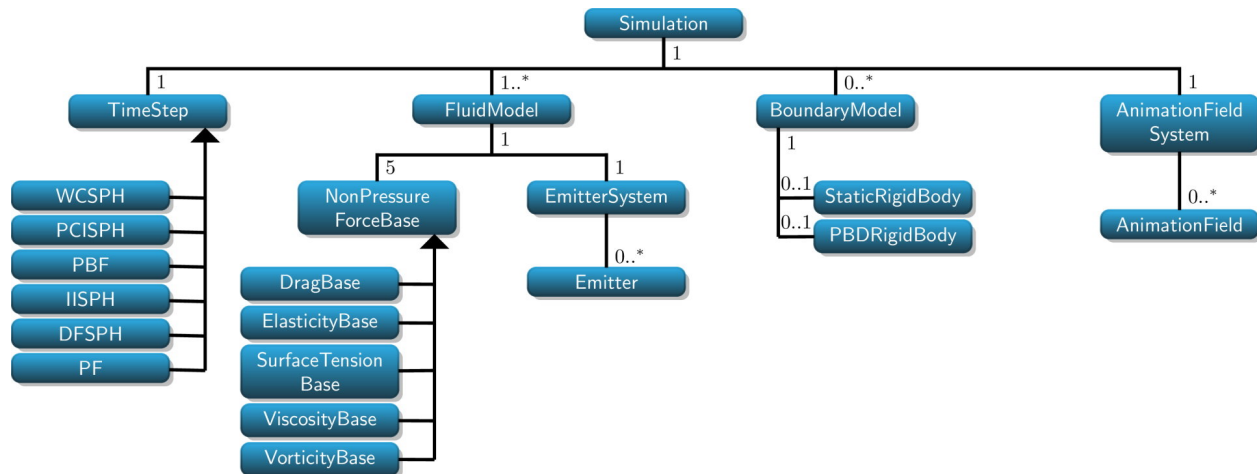 Simulation
1
1
1..*
0..*
1
TimeStep
FluidModel
BoundaryModel
AnimationField
System
1
1
5
1
WCSPH
PCISPH
PBF
IISPH
DFSPH
PF
NonPressure
ForceBase
EmitterSystem
0..1
StaticRigidBody
0..1
PBDRigidBody
0..*
AnimationField
0..*
Emitter
DragBase
ElasticityBase
SurfaceTension
Base
ViscosityBase
VorticityBase